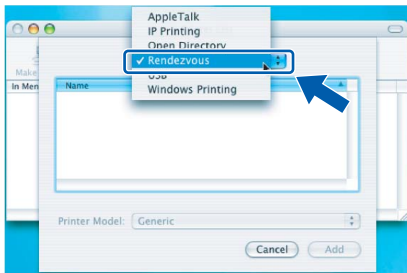 AppleTalk
IP Printing
Open Directory
✓ Rendezvous
USB
Windows Printing
Make
In Men
Name
Printer Model: Generic
Cancel Add